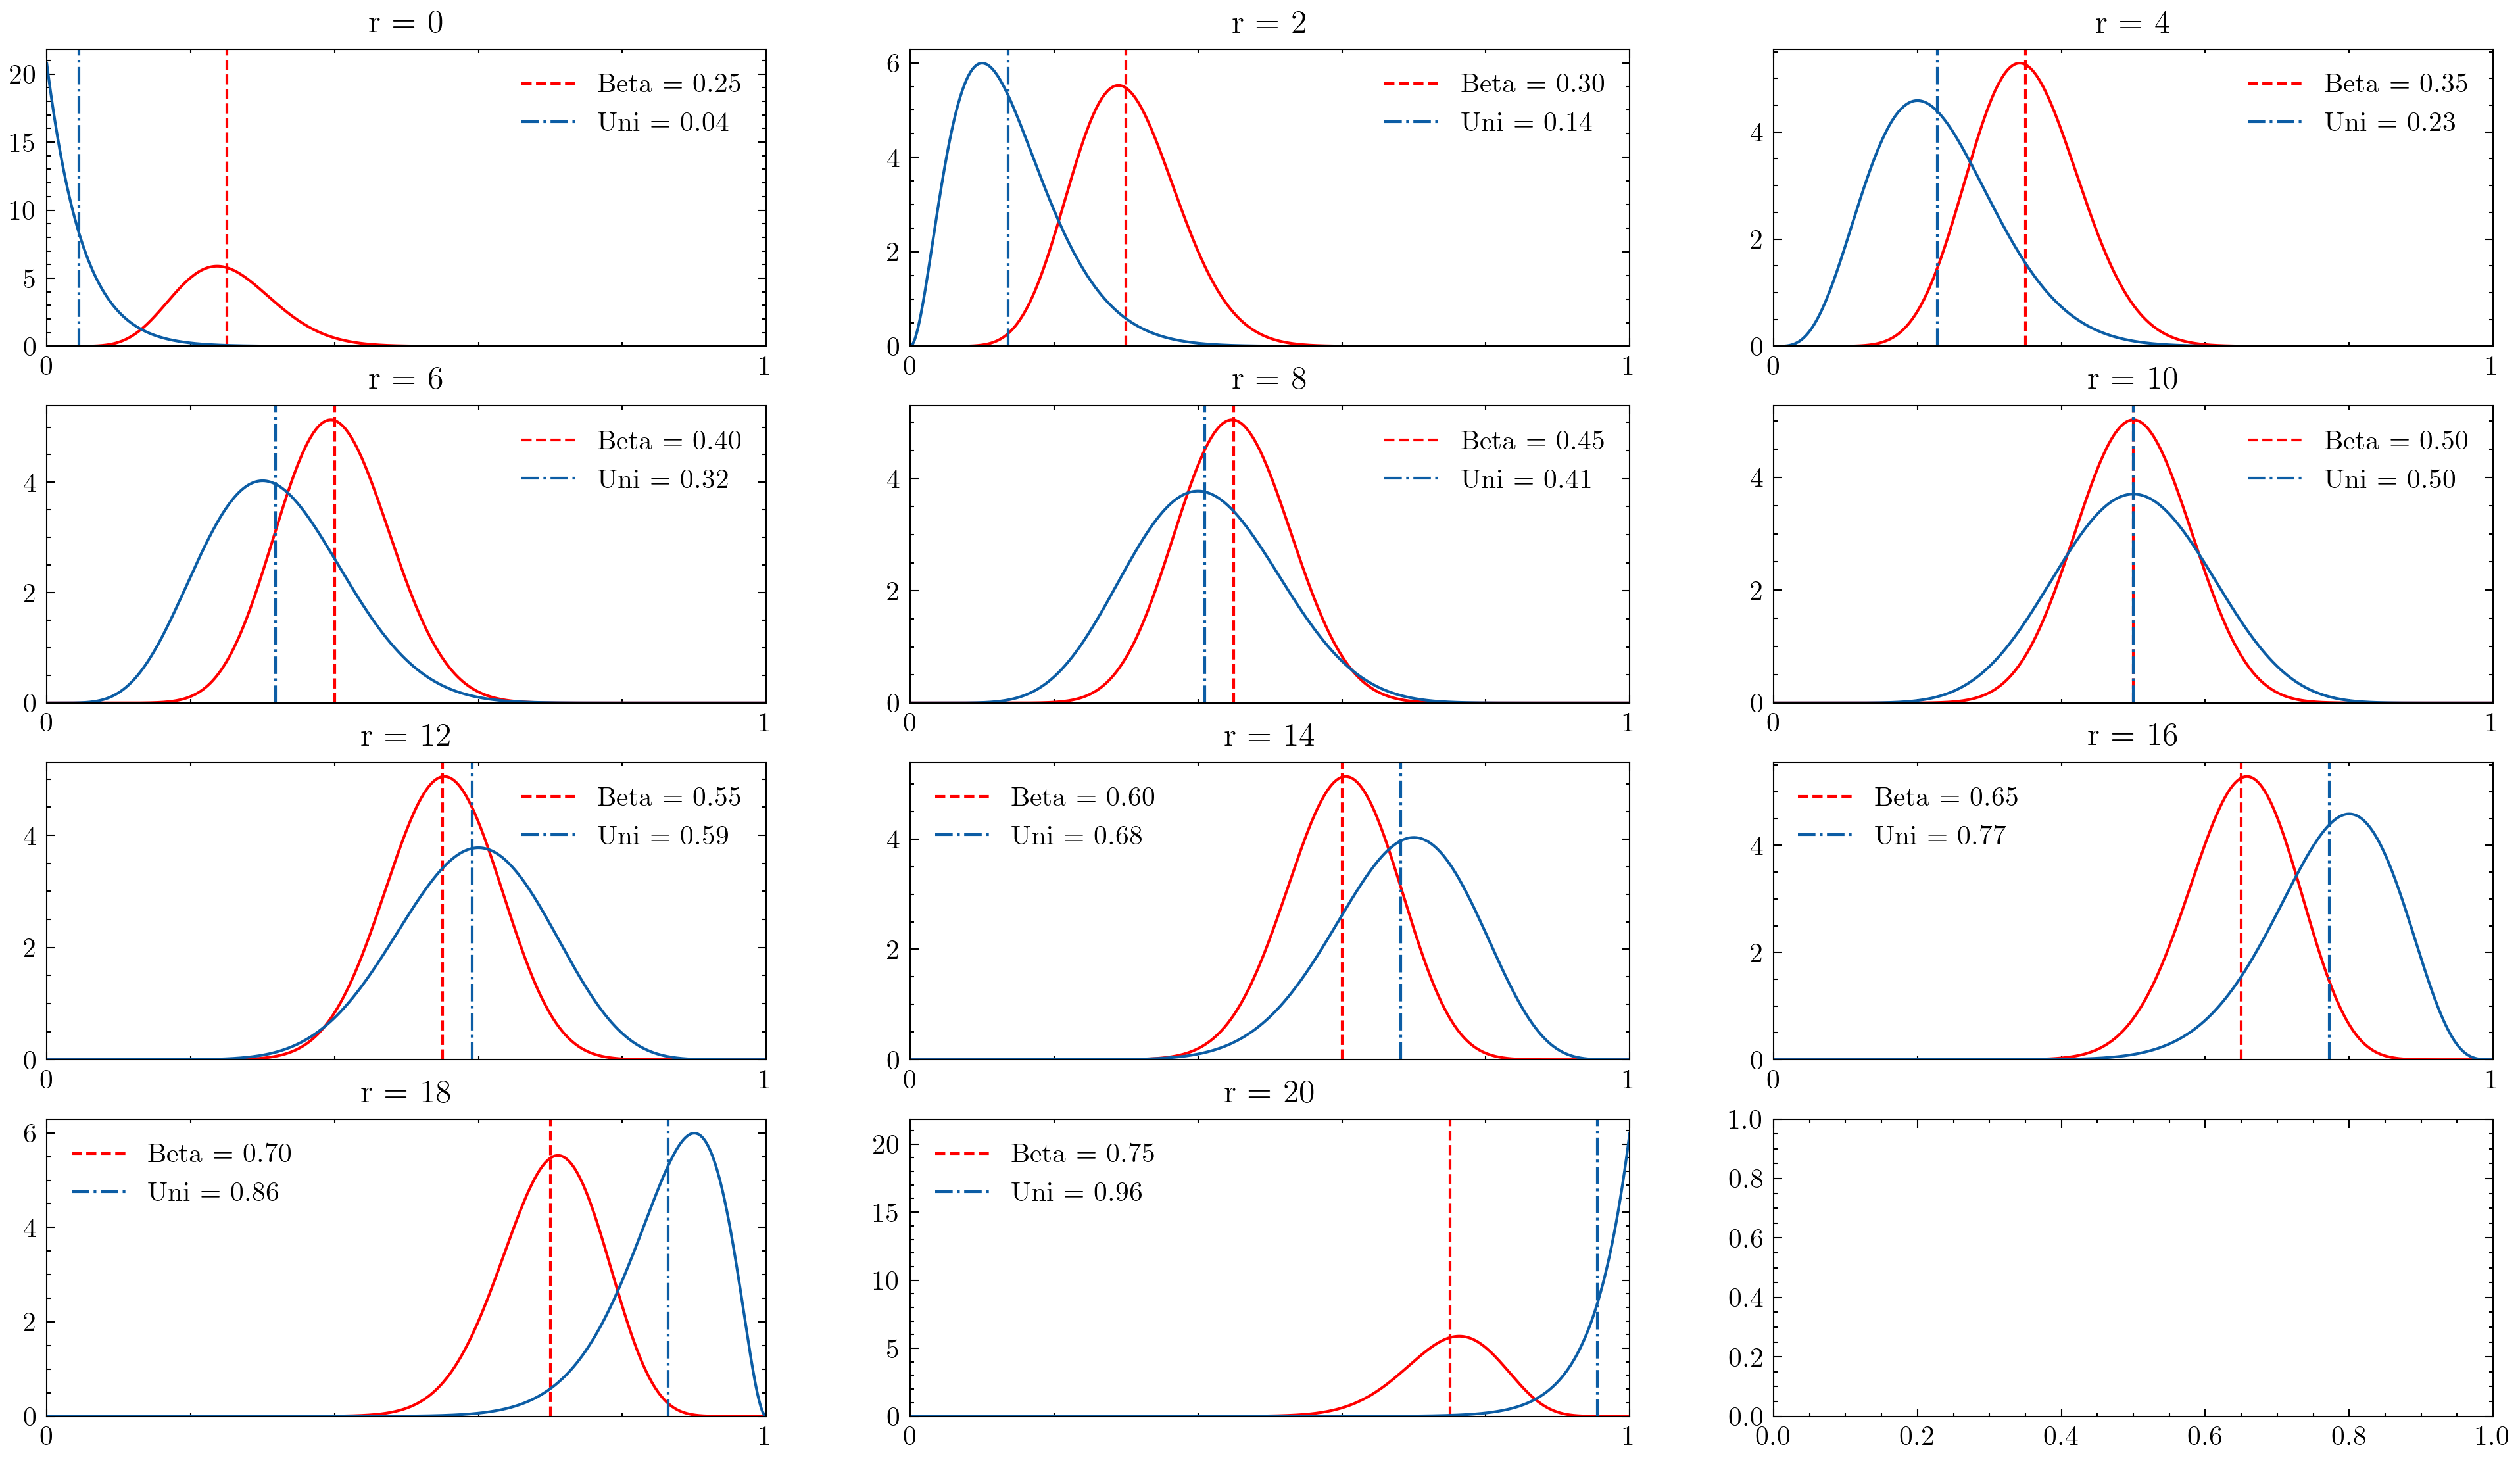 r = 0
20
15
10
5
0
0
1
Beta = 0.25
Uni = 0.04
r = 2
6
4
2
0
0
1
Beta = 0.30
Uni = 0.14
r = 4
4
2
0
0
1
Beta = 0.35
Uni = 0.23
r = 6
4
2
0
0
1
Beta = 0.40
Uni = 0.32
r = 8
4
2
0
0
1
Beta = 0.45
Uni = 0.41
r = 10
4
2
0
0
1
Beta = 0.50
Uni = 0.50
r = 12
4
2
0
0
1
Beta = 0.55
Uni = 0.59
r = 14
4
2
0
0
1
Beta = 0.60
Uni = 0.68
r = 16
4
2
0
0
1
Beta = 0.65
Uni = 0.77
r = 18
6
4
2
0
0
1
Beta = 0.70
Uni = 0.86
r = 20
20
15
10
5
0
0
1
Beta = 0.75
Uni = 0.96
1.0
0.8
0.6
0.4
0.2
0.0
0.0 0.2 0.4 0.6 0.8 1.0